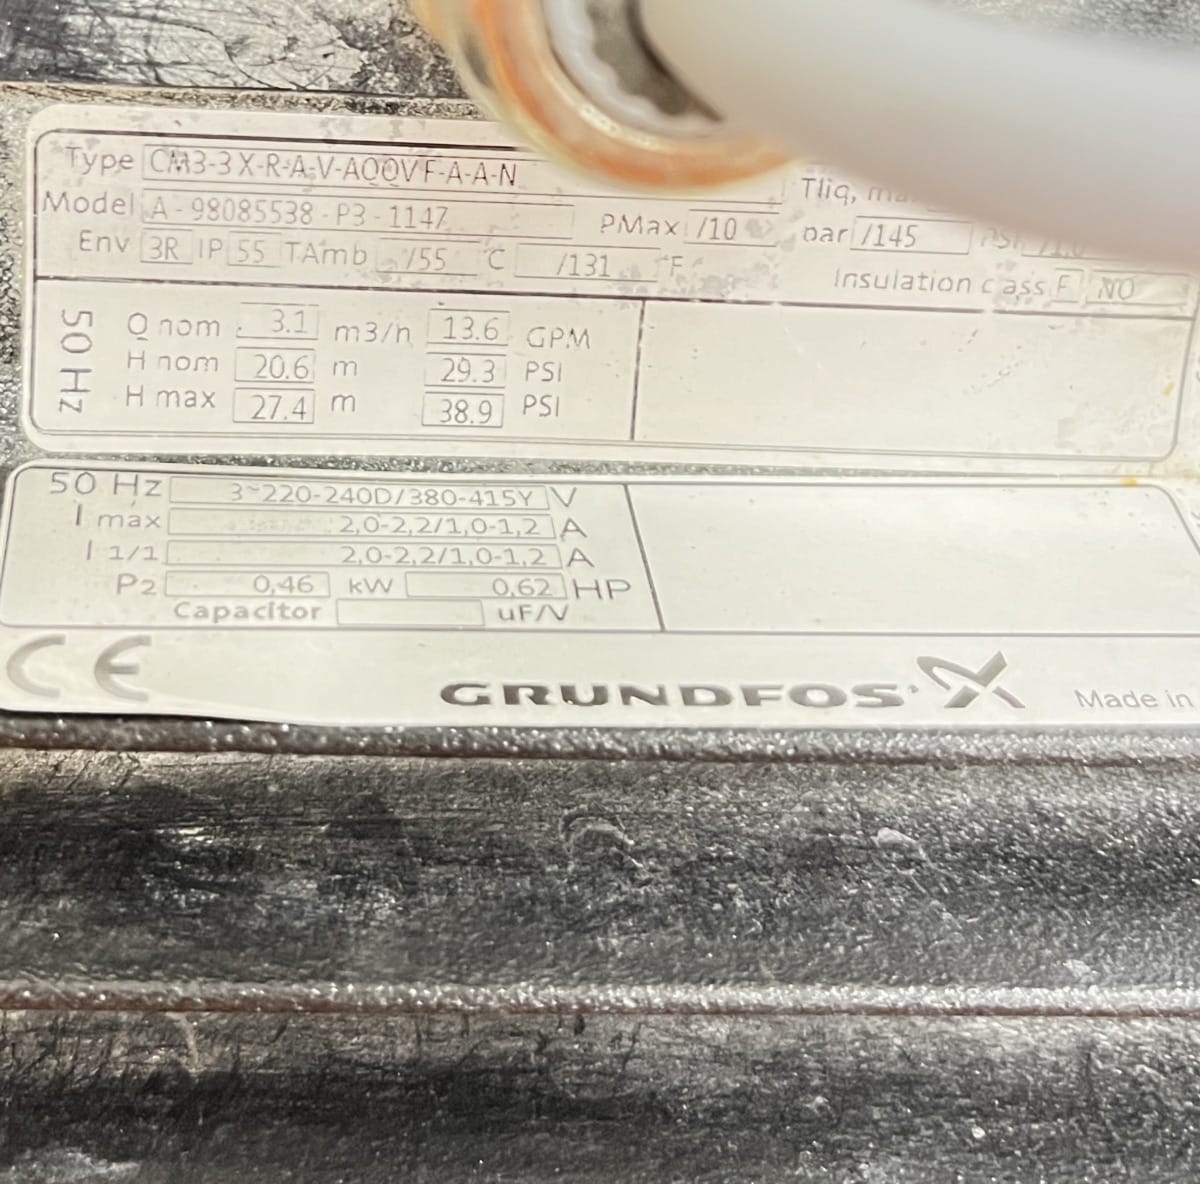 Type CM3-3 X-R-A-V-AQQV F-A-A-N
Tliq,
Model A - 98085538 - P3 - 1147 PMax /10 bar /145 PSI
Env 3R IP 55 TAmb /55 °C /131 °F Insulation class F NO
50 Hz
Q nom 3.1 m3/h 13.6 GPM
H nom 20.6 m 29.3 PSI
H max 27.4 m 38.9 PSI
50 Hz 3~220-240D/380-415Y V
I max 2,0-2,2/1,0-1,2 A
I 1/1 2,0-2,2/1,0-1,2 A
P2 0,46 kW 0,62 HP
Capacitor uF/V
CE GRUNDFOS Made in